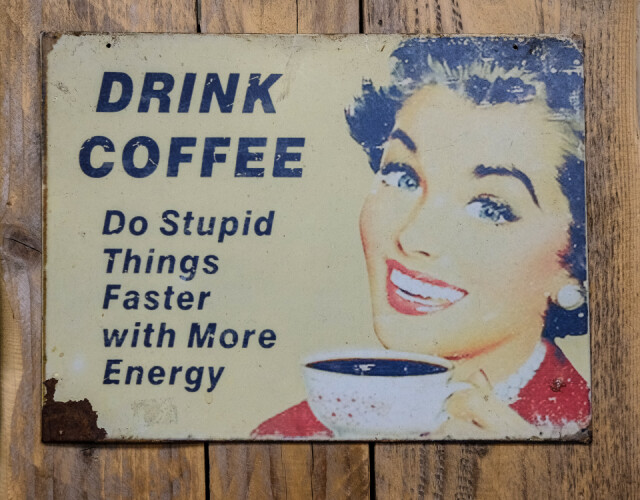 DRINK
COFFEE
Do Stupid
Things
Faster
with More
Energy